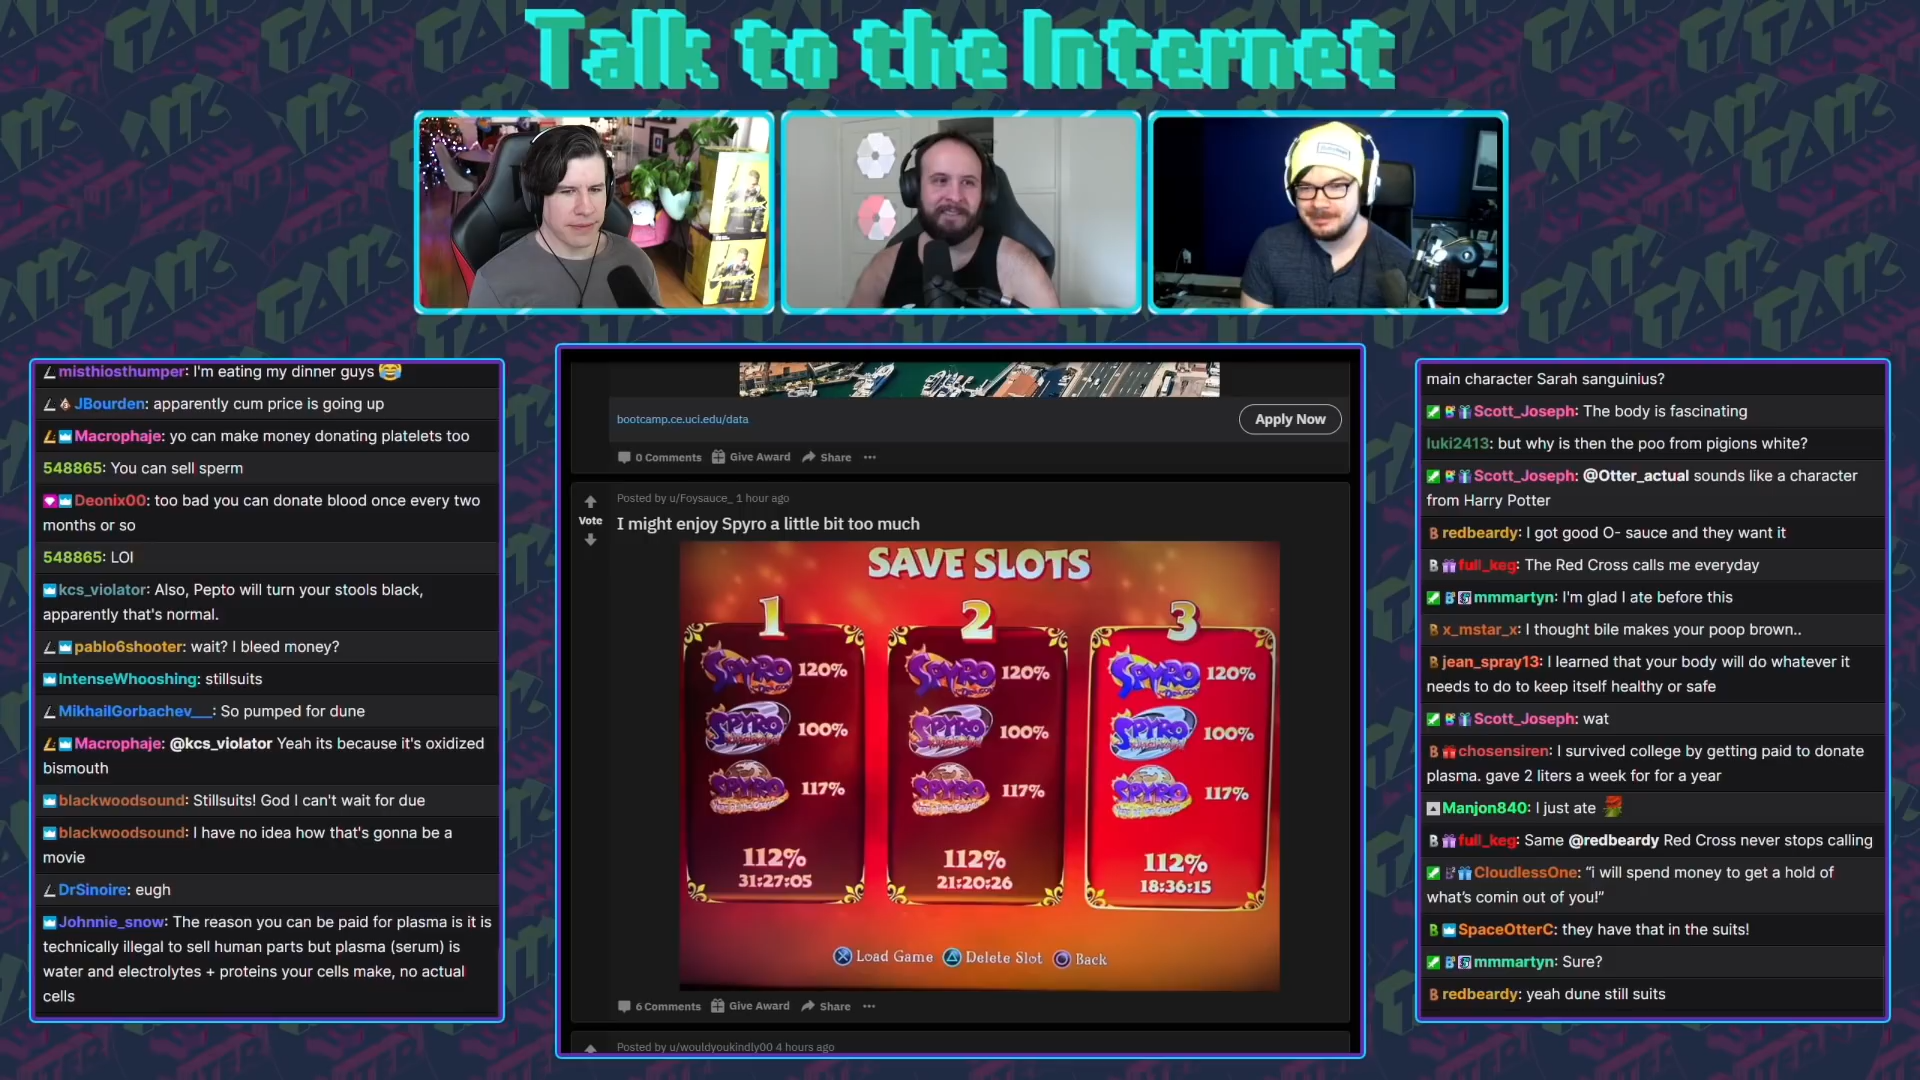 Talk to the Internet
misthiosthumper: I'm eating my dinner guys 😂
JBourden: apparently cum price is going up
Macrophaje: yo can make money donating platelets too
548865: You can sell sperm
Deonix00: too bad you can donate blood once every two
months or so
548865: LOl
kcs_violator: Also, Pepto will turn your stools black,
apparently that's normal.
pablo6shooter: wait? I bleed money?
IntenseWhooshing: stillsuits
MikhailGorbachev___: So pumped for dune
Macrophaje: @kcs_violator Yeah its because it's oxidized
bismouth
blackwoodsound: Stillsuits! God I can't wait for due
blackwoodsound: I have no idea how that's gonna be a
movie
DrSinoire: eugh
Johnnie_snow: The reason you can be paid for plasma is it is
technically illegal to sell human parts but plasma (serum) is
water and electrolytes + proteins your cells make, no actual
cells
bootcamp.ce.uci.edu/data
Apply Now
0 Comments Give Award Share ...
Posted by u/Foysauce_ 1 hour ago
Vote
I might enjoy Spyro a little bit too much
SAVE SLOTS
1 2 3
SPYRO 120% SPYRO 120% SPYRO 120%
SPYRO 100% SPYRO 100% SPYRO 100%
SPYRO 117% SPYRO 117% SPYRO 117%
112% 112% 112%
31:27:05 21:20:26 18:36:15
Load Game Delete Slot Back
6 Comments Give Award Share ...
Posted by u/wouldyoukindly00 4 hours ago
main character Sarah sanguinius?
Scott_Joseph: The body is fascinating
luki2413: but why is then the poo from pigions white?
Scott_Joseph: @Otter_actual sounds like a character
from Harry Potter
redbeardy: I got good O- sauce and they want it
full_keg: The Red Cross calls me everyday
mmmartyn: I'm glad I ate before this
x_mstar_x: I thought bile makes your poop brown..
jean_spray13: I learned that your body will do whatever it
needs to do to keep itself healthy or safe
Scott_Joseph: wat
chosensiren: I survived college by getting paid to donate
plasma. gave 2 liters a week for for a year
Manjon840: I just ate
full_keg: Same @redbeardy Red Cross never stops calling
CloudlessOne: “i will spend money to get a hold of
what’s comin out of you!”
SpaceOtterC: they have that in the suits!
mmmartyn: Sure?
redbeardy: yeah dune still suits